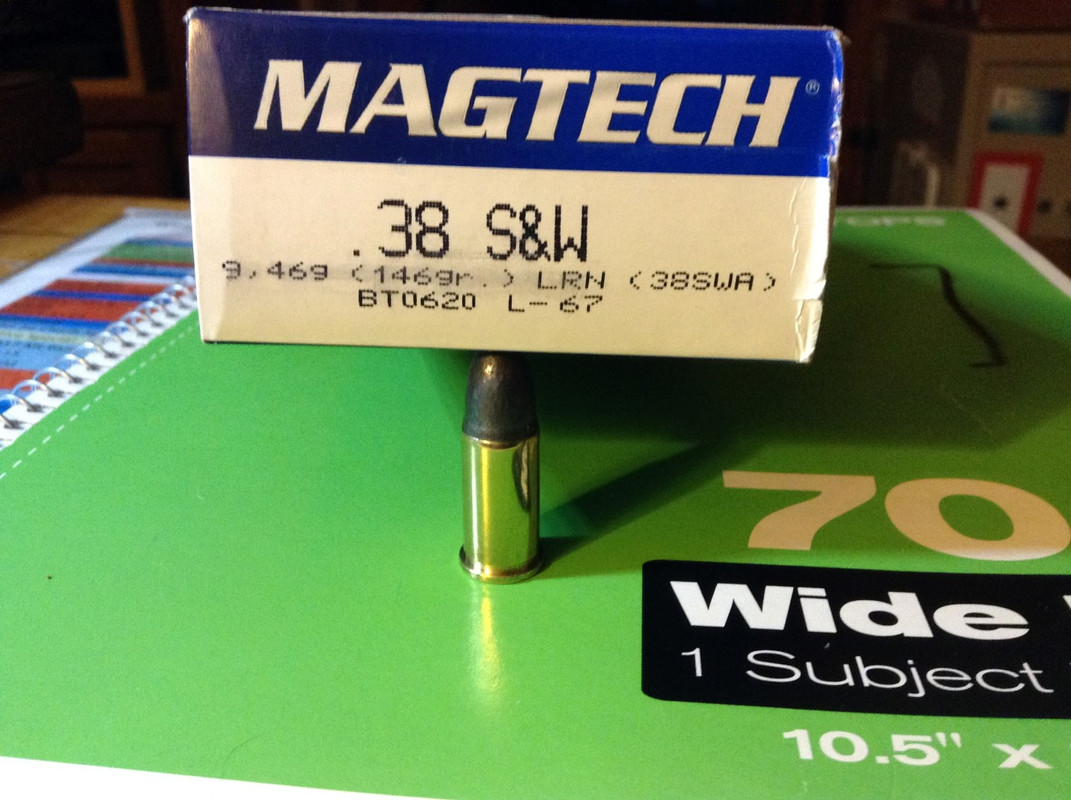 MAGTECH®
.38 S&W
9,46g (146gr.) LRN (38SWA)
BT0620 L-67
70
Wide
1 Subject
10.5" x